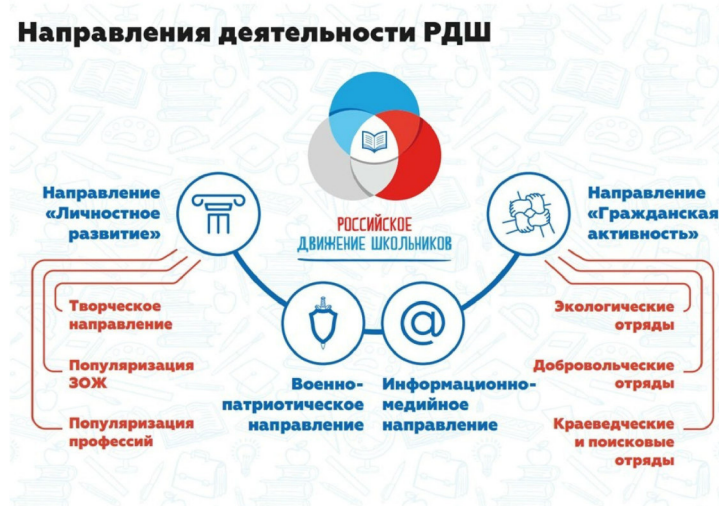 Направления деятельности РДШ
РОССИЙСКОЕ
ДВИЖЕНИЕ ШКОЛЬНИКОВ
Направление
«Личностное
развитие»
Творческое
направление
Популяризация
ЗОЖ
Популяризация
профессий
Военно-
патриотическое
направление
@
Информационно-
медийное
направление
Направление
«Гражданская
активность»
Экологические
отряды
Добровольческие
отряды
Краеведческие
и поисковые
отряды